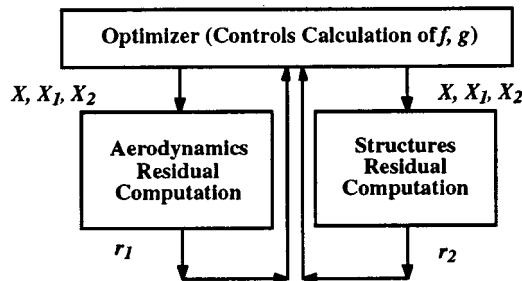 Optimizer (Controls Calculation of f, g)
X, X1, X2
X, X1, X2
Aerodynamics
Residual
Computation
Structures
Residual
Computation
r1
r2